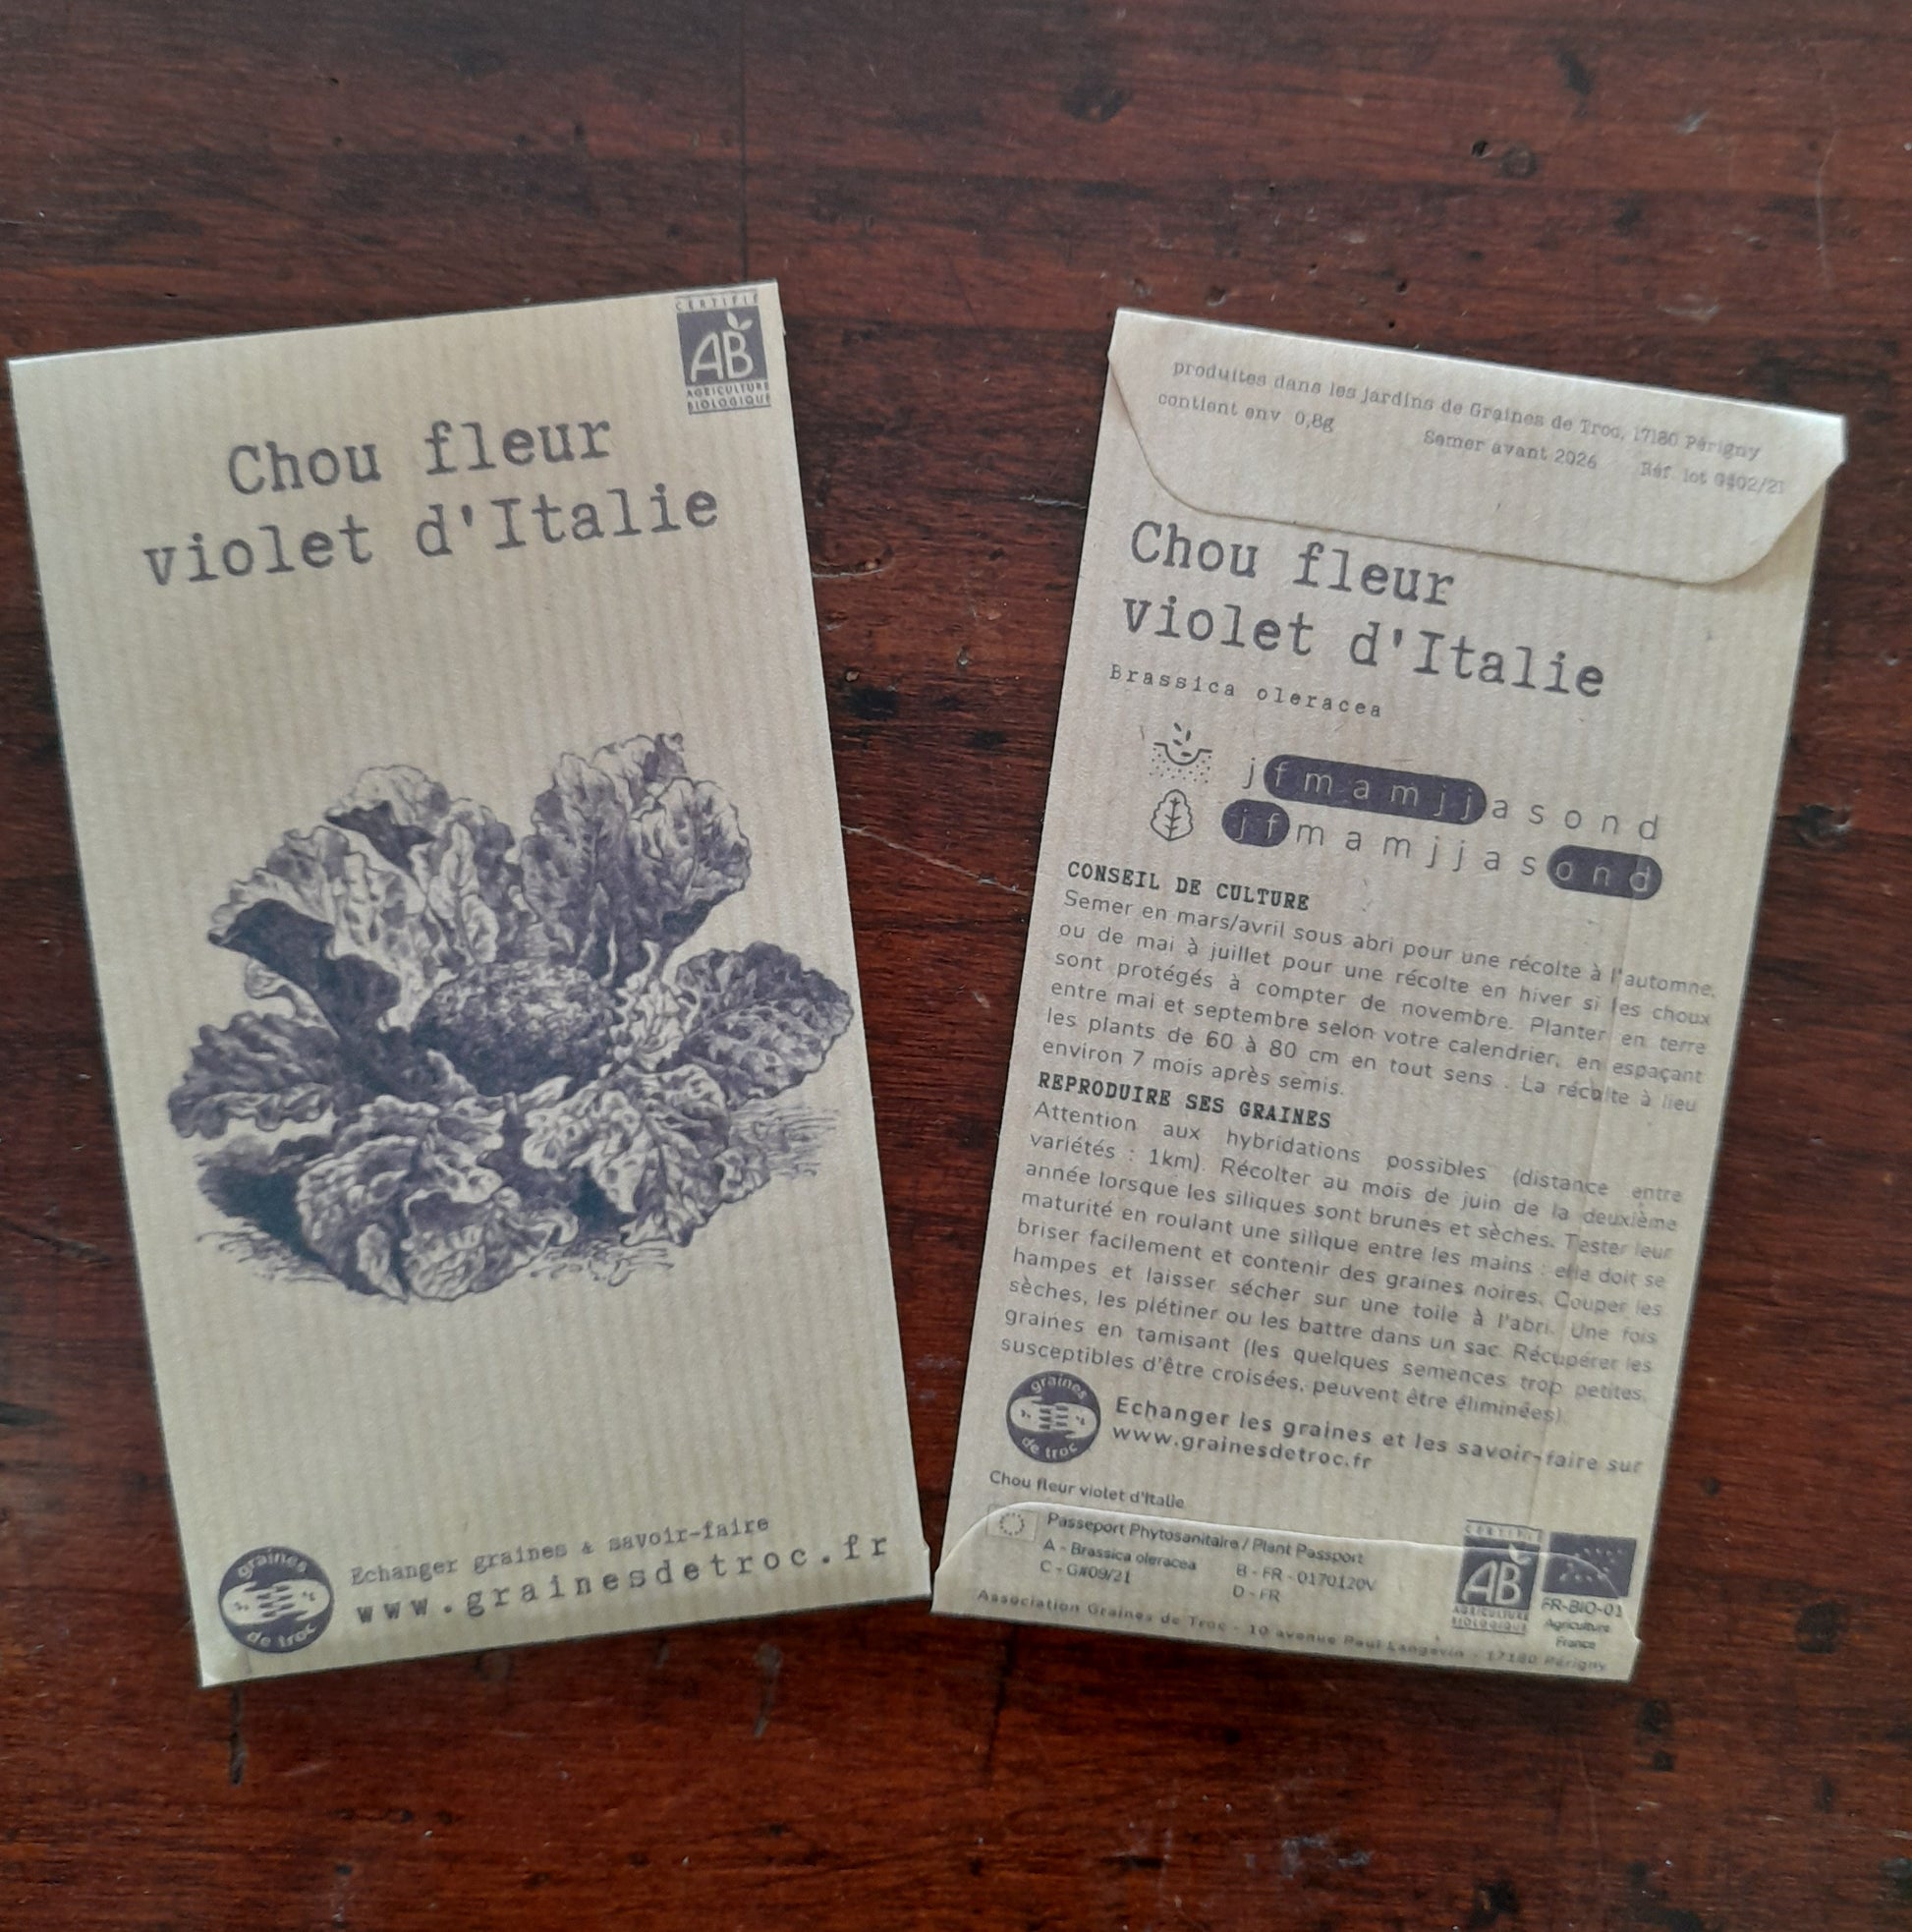 CERTIFIÉ
AB
AGRICULTURE
BIOLOGIQUE
Chou fleur
violet d'Italie
graines
de troc
Echanger graines & savoir-faire
www.grainesdetroc.fr
produites dans les jardins de Graines de Troc, 17180 Périgny
contient env 0,8g
Semer avant 2026
Réf. lot
Chou fleur
violet d'Italie
Brassica oleracea
j f m a m j j a s o n d
j f m a m j j a s o n d
CONSEIL DE CULTURE
Semer en mars/avril sous abri pour une récolte à l'automne,
ou de mai à juillet pour une récolte en hiver si les choux
sont protégés à compter de novembre. Planter en terre
entre mai et septembre selon votre calendrier, en espaçant
les plants de 60 à 80 cm en tout sens . La récolte à lieu
environ 7 mois après semis.
REPRODUIRE SES GRAINES
Attention aux hybridations possibles (distance entre
variétés : 1km). Récolter au mois de juin de la deuxième
année lorsque les siliques sont brunes et sèches. Tester leur
maturité en roulant une silique entre les mains : elle doit se
briser facilement et contenir des graines noires. Couper les
hampes et laisser sécher sur une toile à l'abri. Une fois
sèches, les piétiner ou les battre dans un sac. Récupérer les
graines en tamisant (les quelques semences trop petites,
susceptibles d'être croisées, peuvent être éliminées).
graines
de troc
Echanger les graines et les savoir-faire sur
www.grainesdetroc.fr
Chou fleur violet d'Italie
Passeport Phytosanitaire / Plant Passport
A - Brassica oleracea
B - FR - 0170120V
C - G#09/21
D - FR
CERTIFIÉ
AB
AGRICULTURE
BIOLOGIQUE
FR-BIO-01
Agriculture
France
Association Graines de Troc - 10 avenue Paul Langevin - 17180 Périgny